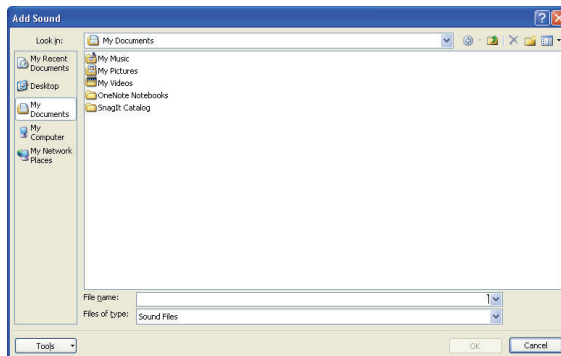 Add Sound
Look in:
My Documents
My Recent
Documents
Desktop
My
Documents
My
Computer
My Network
Places
My Music
My Pictures
My Videos
OneNote Notebooks
SnagIt Catalog
File name:
Files of type:
Sound Files
Tools
OK
Cancel